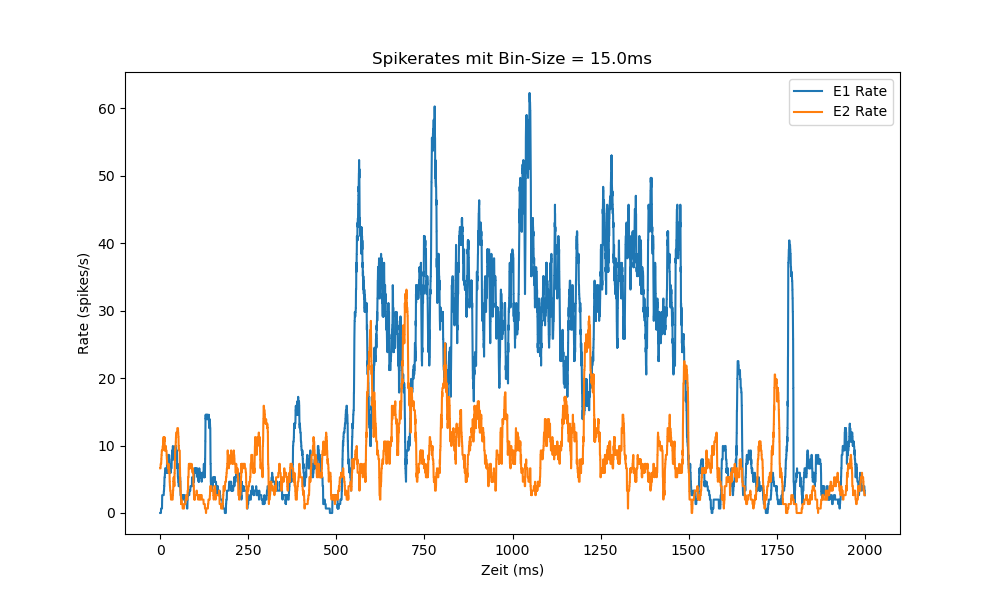 Spikerates mit Bin-Size = 15.0ms
E1 Rate
E2 Rate
Rate (spikes/s)
60
50
40
30
20
10
0
0 250 500 750 1000 1250 1500 1750 2000
Zeit (ms)